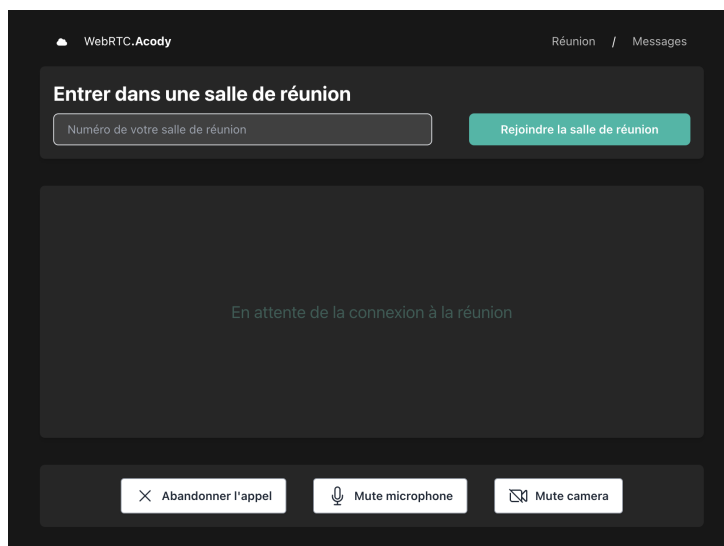 WebRTC.Acody
Réunion / Messages
Entrer dans une salle de réunion
Numéro de votre salle de réunion
Rejoindre la salle de réunion
En attente de la connexion à la réunion
Abandonner l'appel
Mute microphone
Mute camera